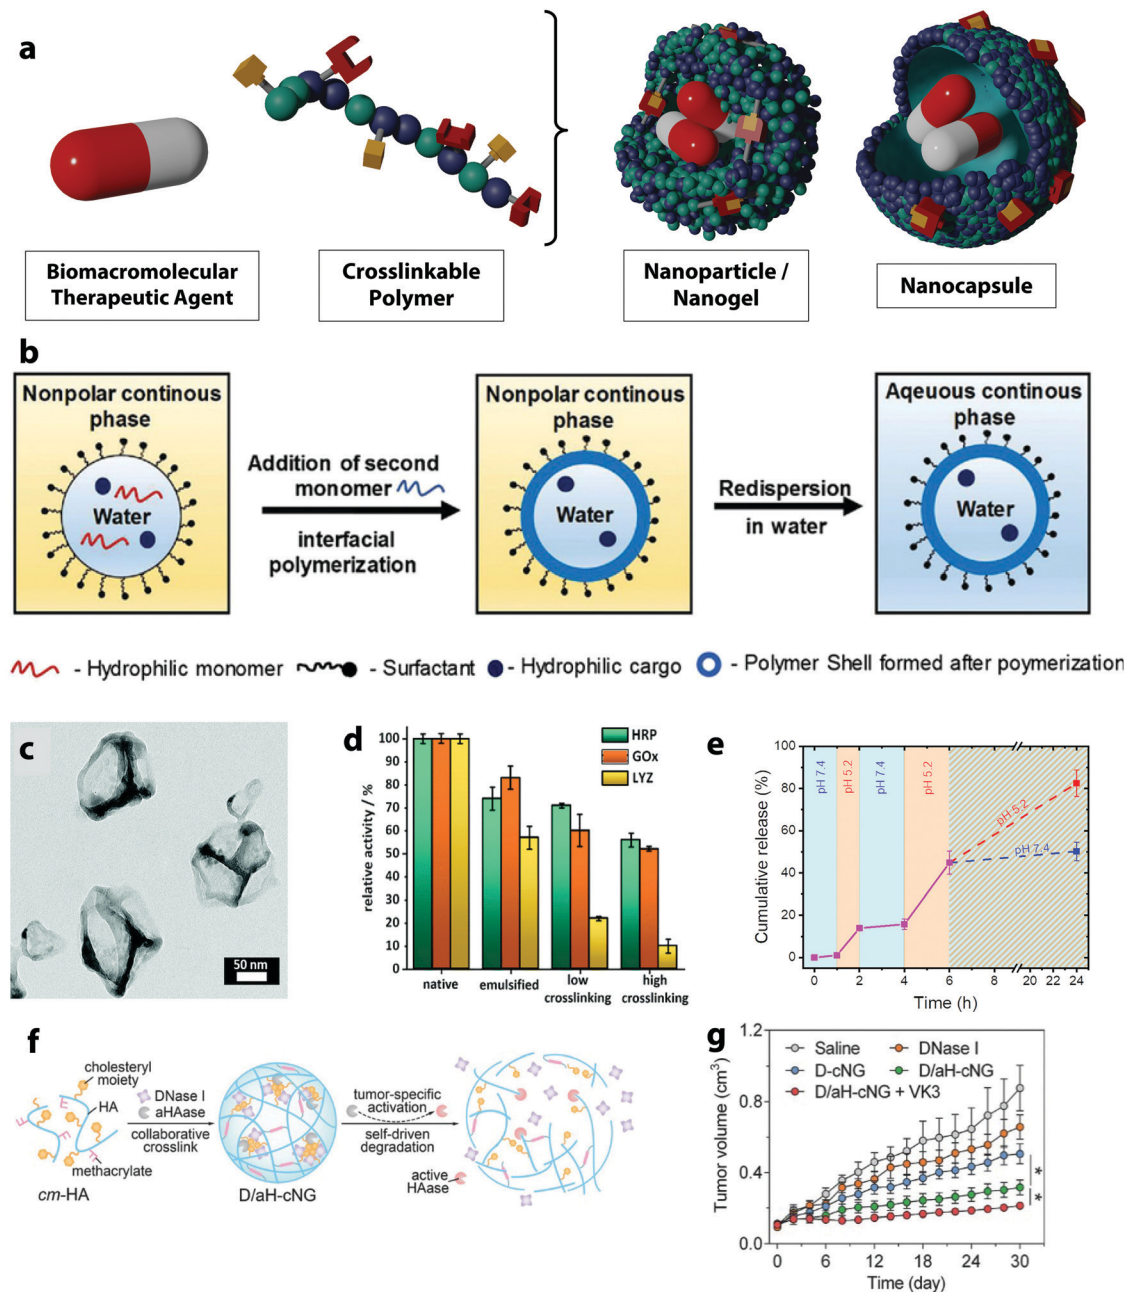 a
Biomacromolecular
Therapeutic Agent
Crosslinkable
Polymer
Nanoparticle /
Nanogel
Nanocapsule
b
Nonpolar continous
phase
Water
Addition of second
monomer
interfacial
polymerization
Nonpolar continous
phase
Water
Redispersion
in water
Aqeuous continous
phase
Water
- Hydrophilic monomer
- Surfactant
- Hydrophilic cargo
- Polymer Shell formed after poymerization
c
50 nm
d
relative activity / %
100
90
80
70
60
50
40
30
20
10
0
HRP
GOx
LYZ
native
emulsified
low
crosslinking
high
crosslinking
e
Cumulative release (%)
100
80
60
40
20
0
pH 7.4
pH 5.2
pH 7.4
pH 5.2
pH 5.2
pH 7.4
0 2 4 6 8 20 22 24
Time (h)
f
cholesteryl
moiety
HA
methacrylate
cm-HA
DNase I
aHAase
collaborative
crosslink
D/aH-cNG
tumor-specific
activation
self-driven
degradation
active
HAase
g
Tumor volume (cm³)
1.2
0.8
0.4
0.0
Saline
DNase I
D-cNG
D/aH-cNG
D/aH-cNG + VK3
*
*
0 6 12 18 24 30
Time (day)